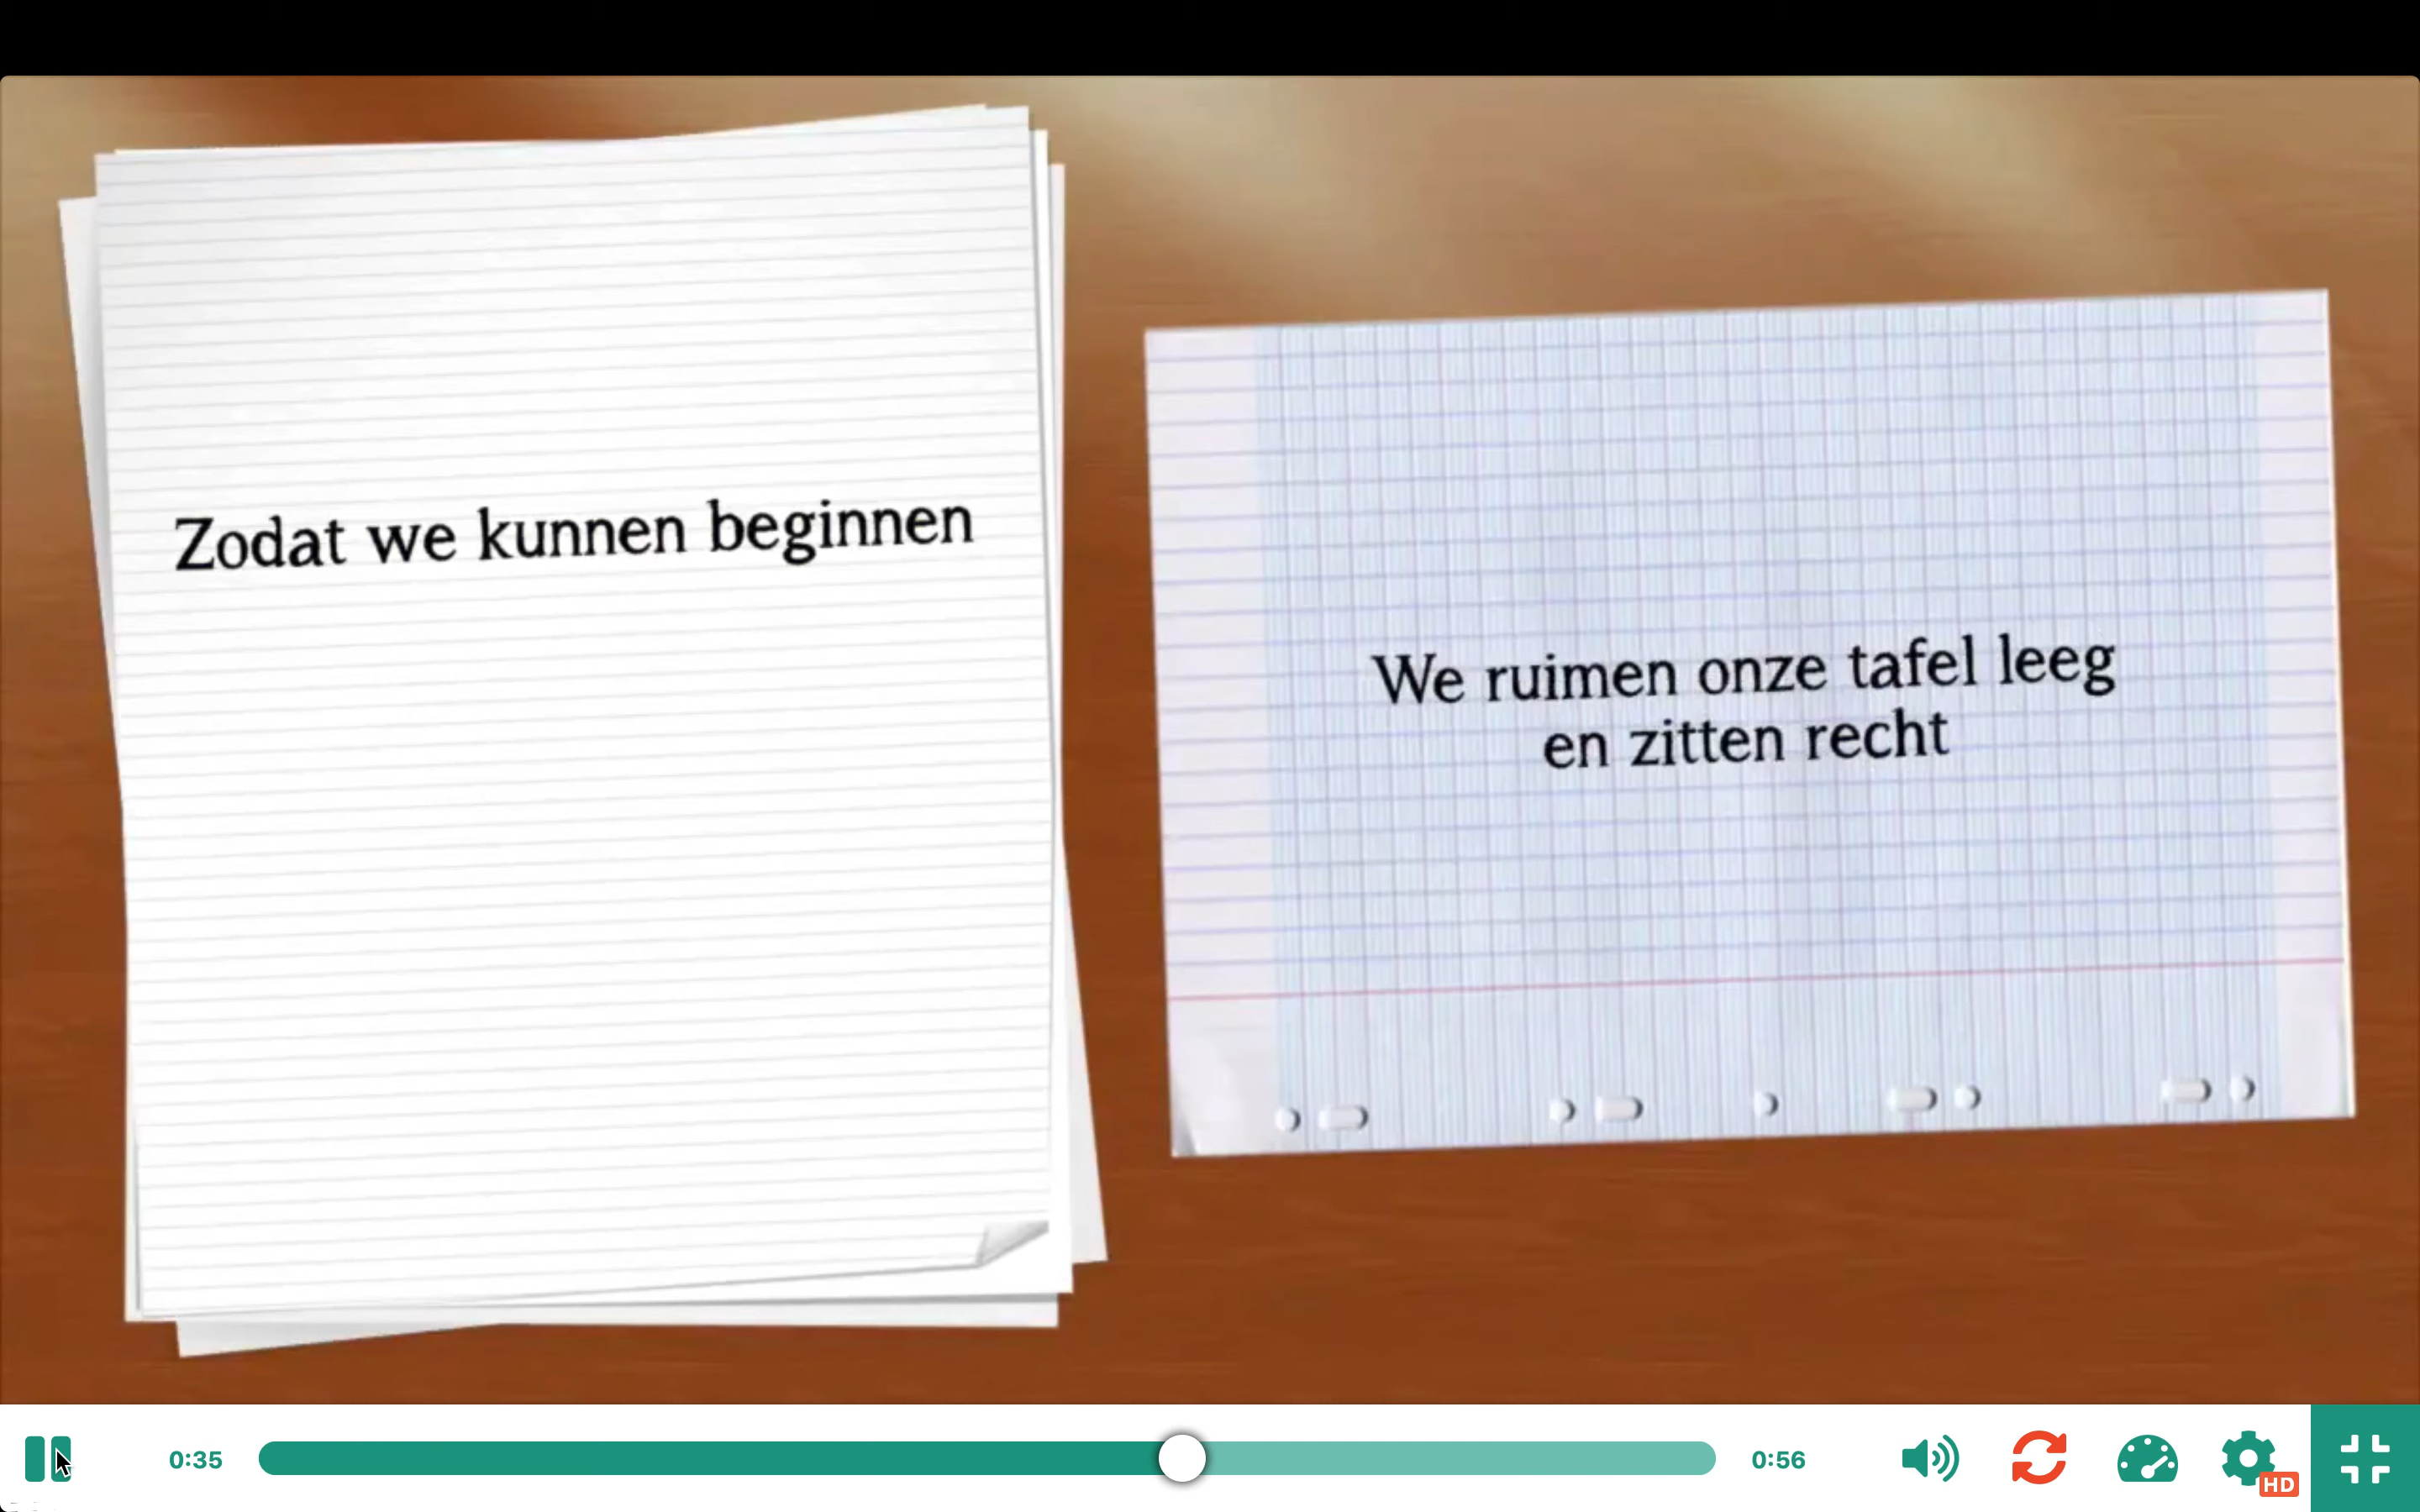 Zodat we kunnen beginnen
We ruimen onze tafel leeg
en zitten recht
0:35
0:56
HD